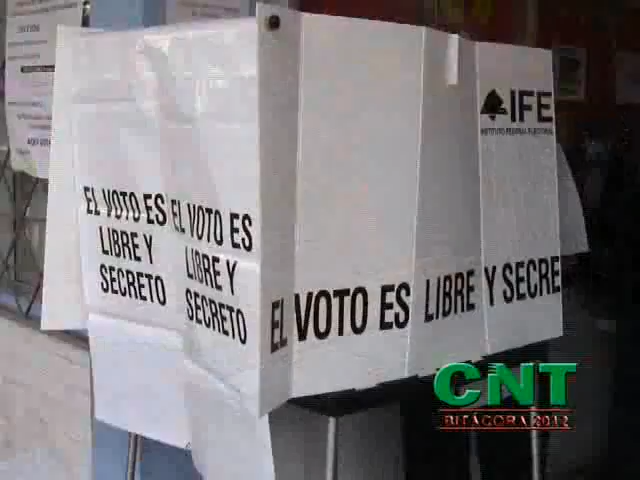 EL VOTO ES
LIBRE Y
SECRETO
EL VOTO ES
LIBRE Y
SECRETO
IFE
INSTITUTO FEDERAL ELECTORAL
EL VOTO ES LIBRE Y SECRE
CNT
BITÁCORA 2012